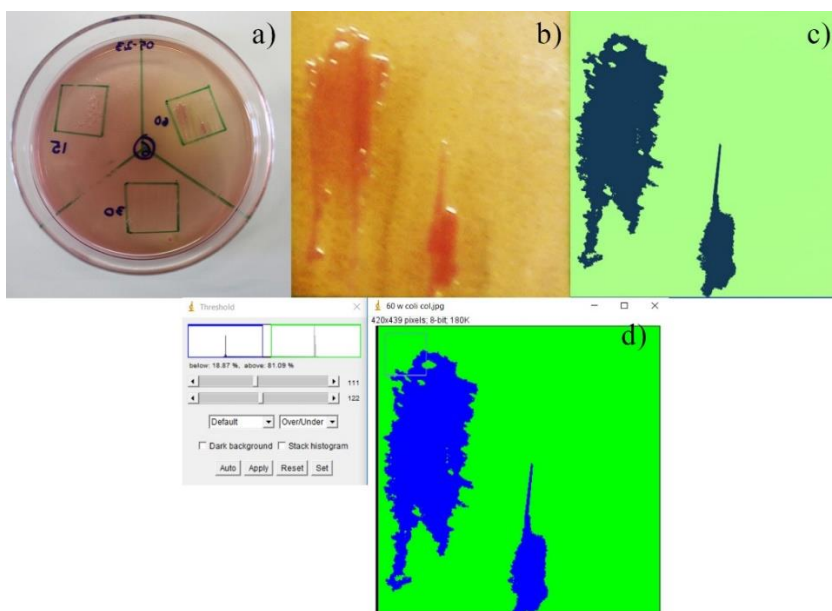 a)
b)
c)
15
60
30
Threshold
below: 18.87 %, above: 81.09 %
111
122
Default
Over/Under
Dark background
Stack histogram
Auto
Apply
Reset
Set
60 w coli col.jpg
420x439 pixels; 8-bit; 180K
d)